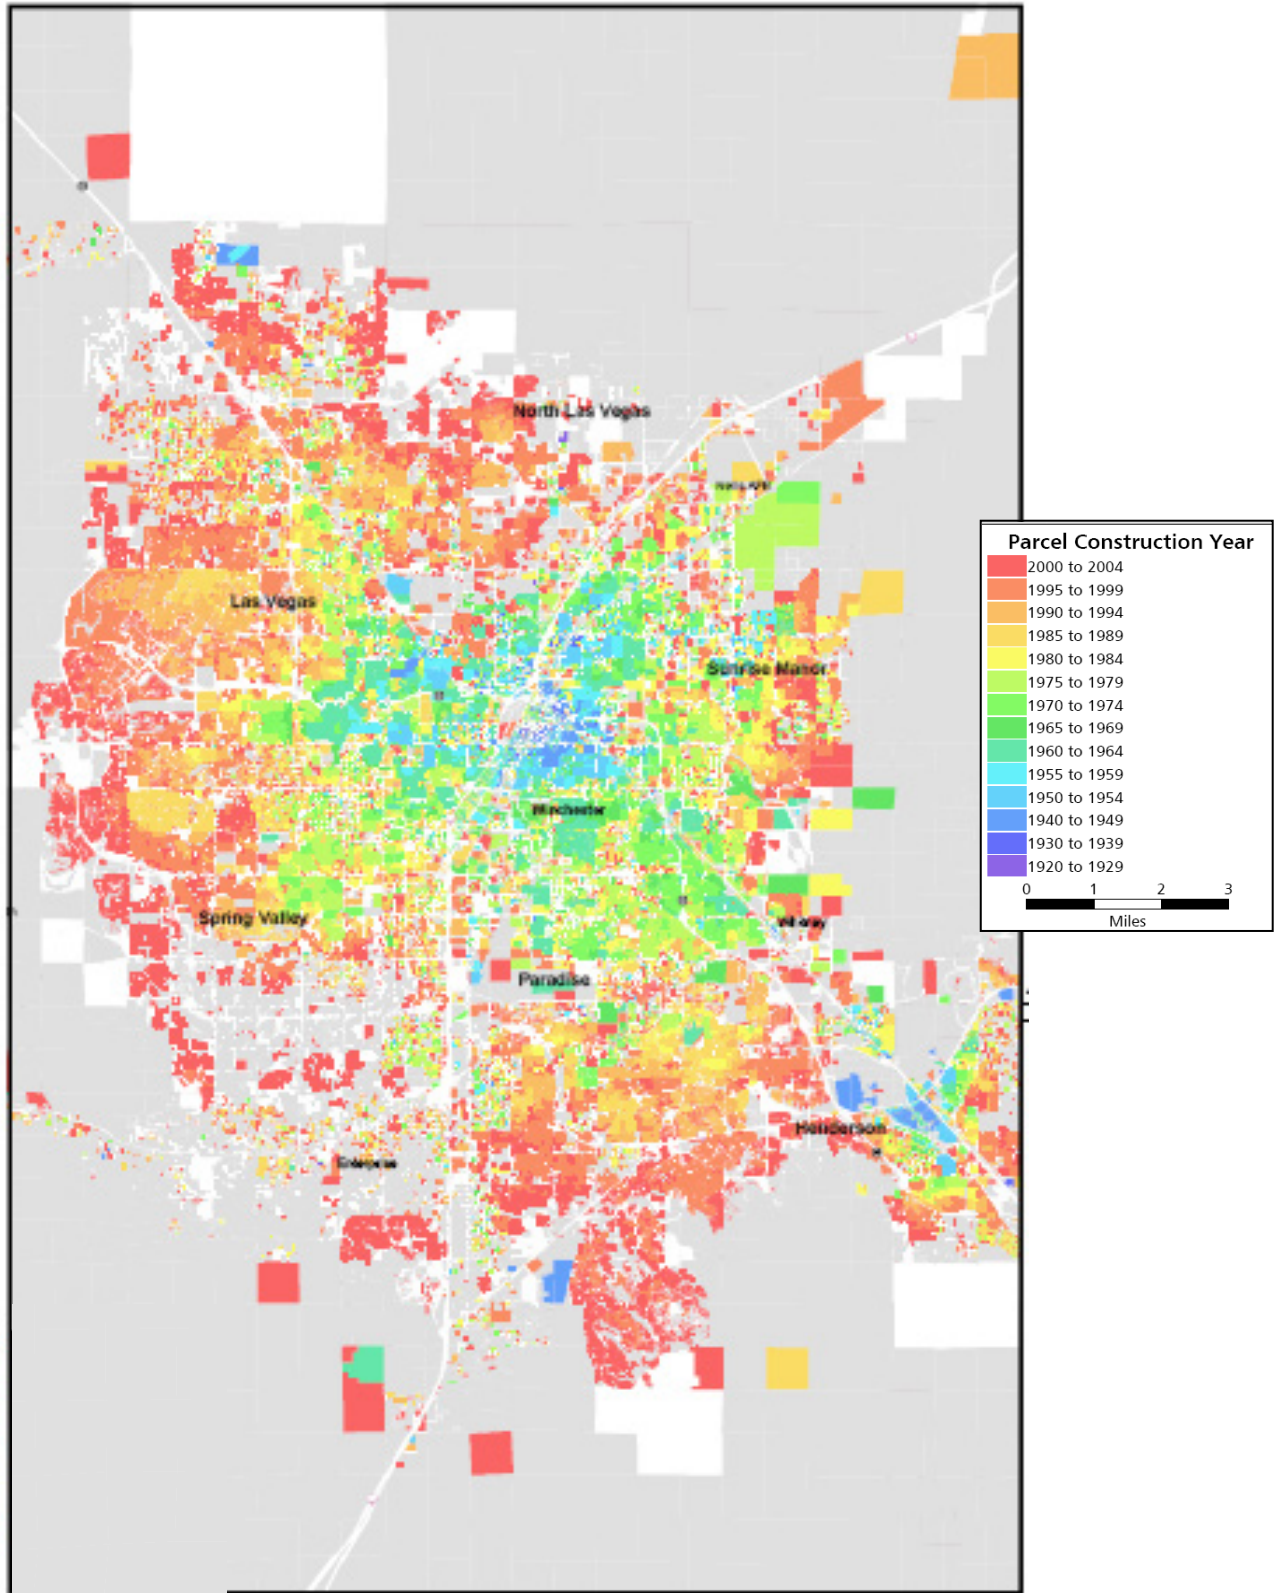 North Las Vegas
Nellis AFB
Parcel Construction Year
2000 to 2004
1995 to 1999
1990 to 1994
1985 to 1989
1980 to 1984
1975 to 1979
1970 to 1974
1965 to 1969
1960 to 1964
1955 to 1959
1950 to 1954
1940 to 1949
1930 to 1939
1920 to 1929
0 1 2 3
Miles
Las Vegas
Sunrise Manor
Winchester
Spring Valley
Paradise
Henderson
Enterprise